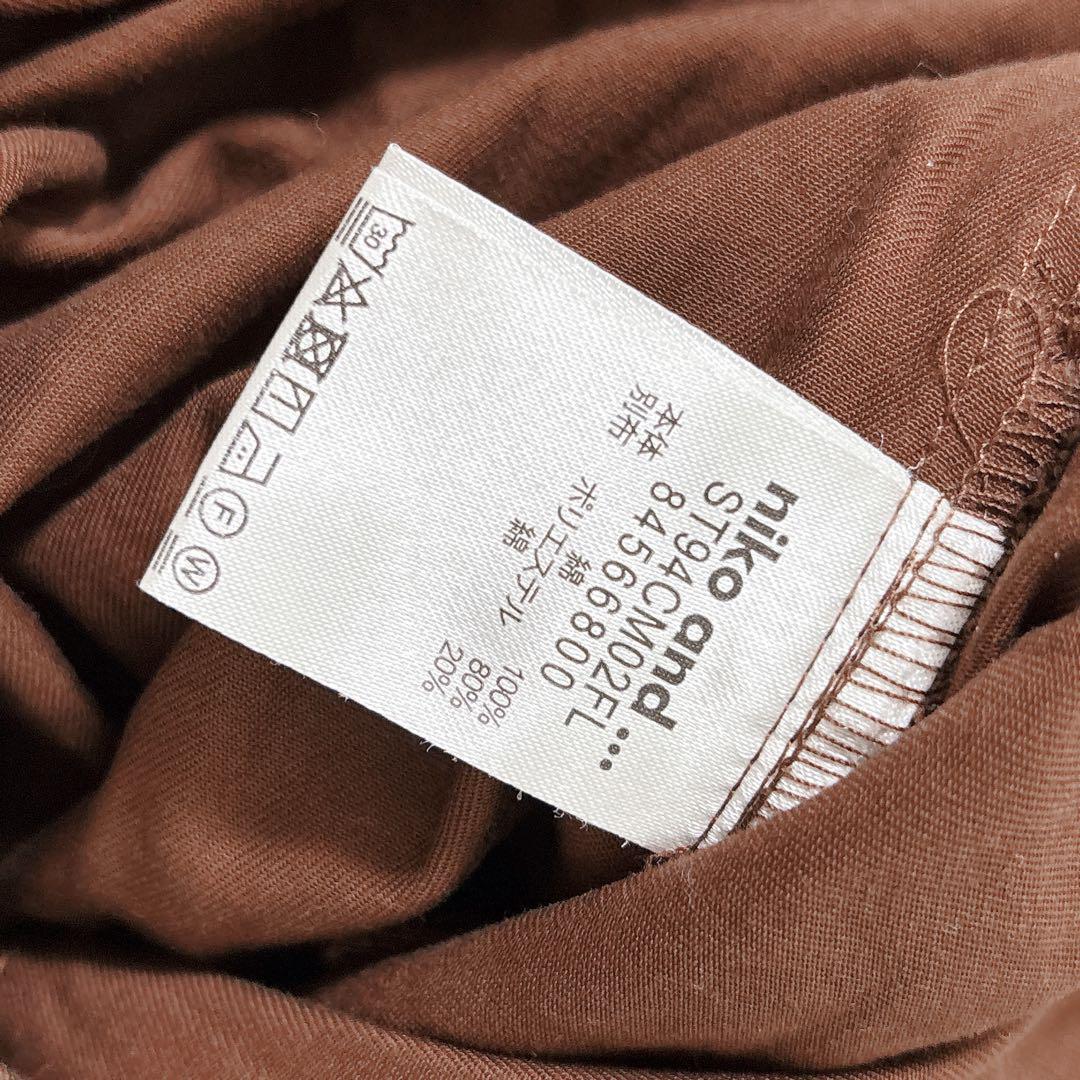 niko and ...
ST94CM02FL
8456800
本体 綿 100%
別布 ポリエステル 80%
綿 20%
30
F
W